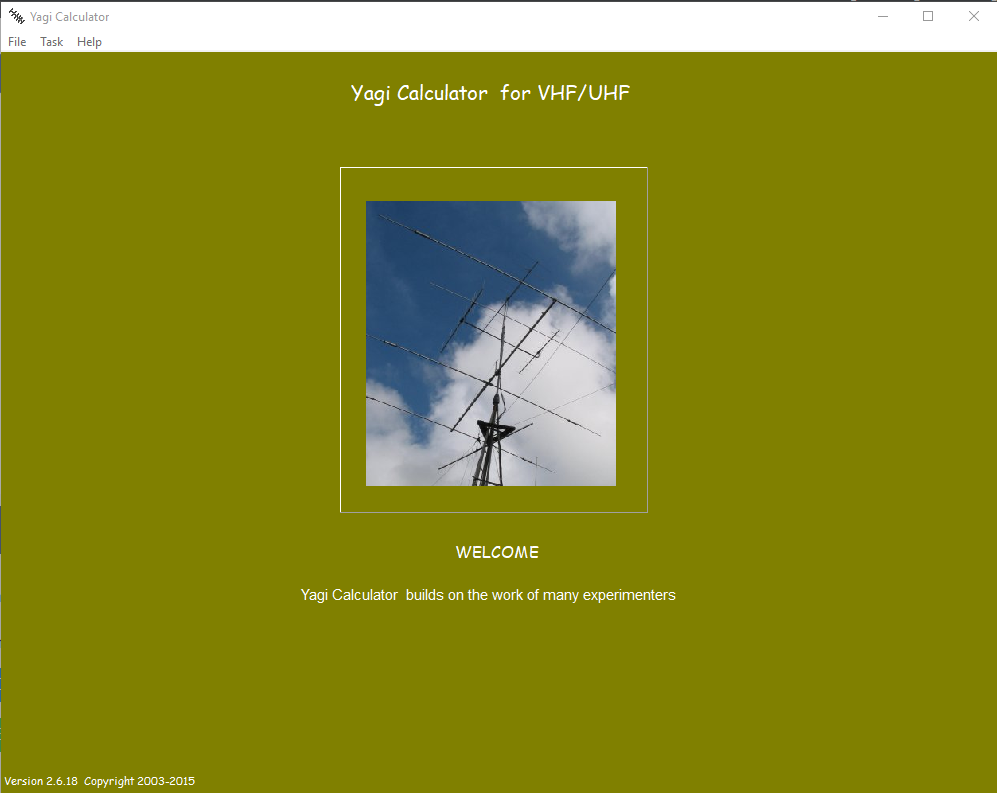 Yagi Calculator
File Task Help
Yagi Calculator for VHF/UHF
WELCOME
Yagi Calculator builds on the work of many experimenters
Version 2.6.18 Copyright 2003-2015